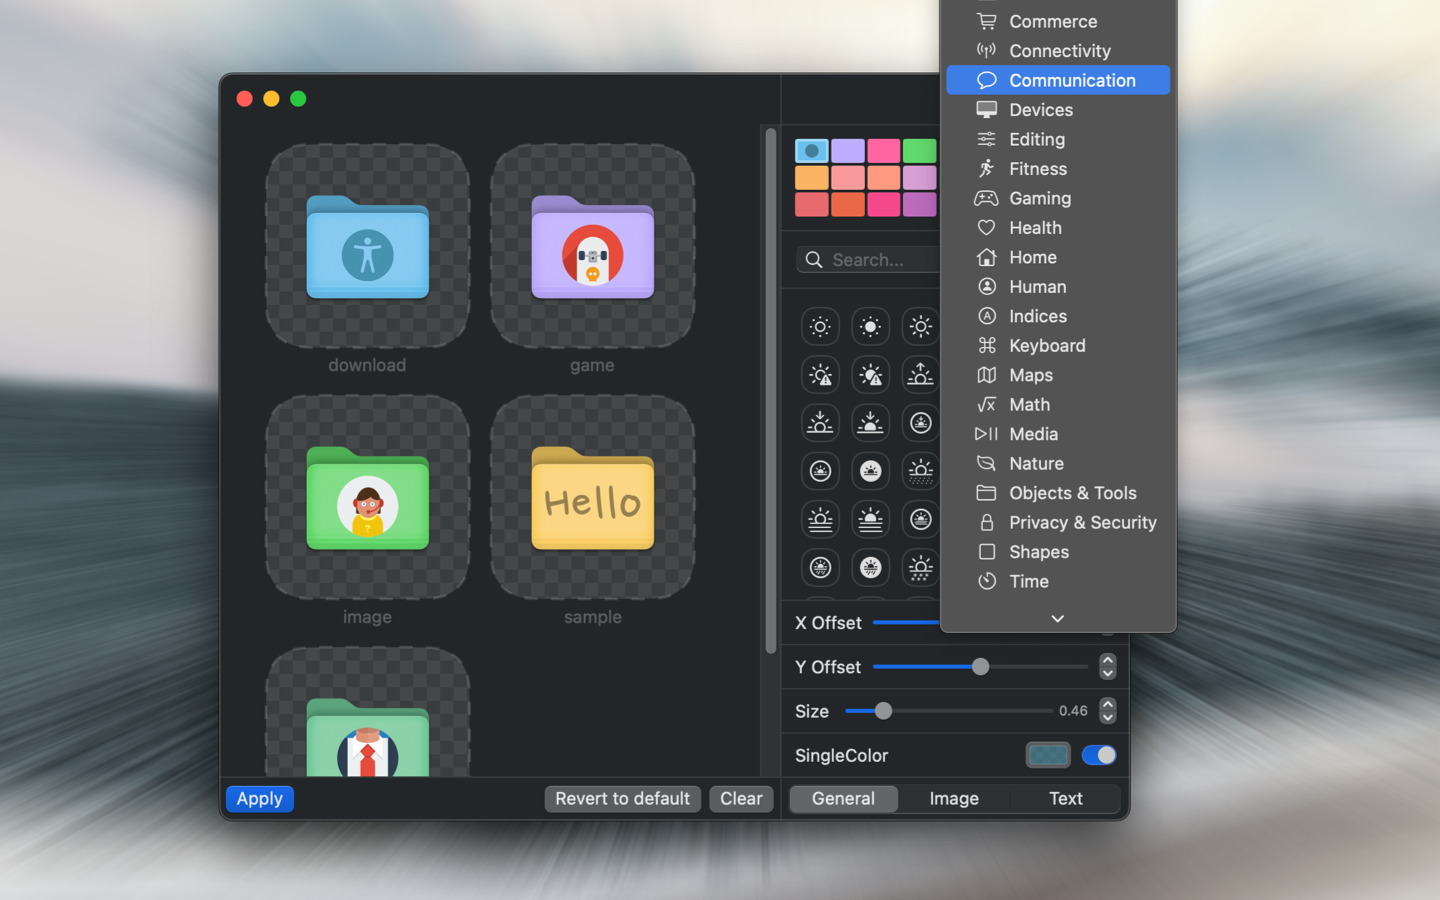 Commerce
Connectivity
Communication
Devices
Editing
Fitness
Gaming
Health
Home
Human
Indices
Keyboard
Maps
Math
Media
Nature
Objects & Tools
Privacy & Security
Shapes
Time
Search...
download
game
Hello
image
sample
X Offset
Y Offset
Size 0.46
SingleColor
Apply Revert to default Clear General Image Text